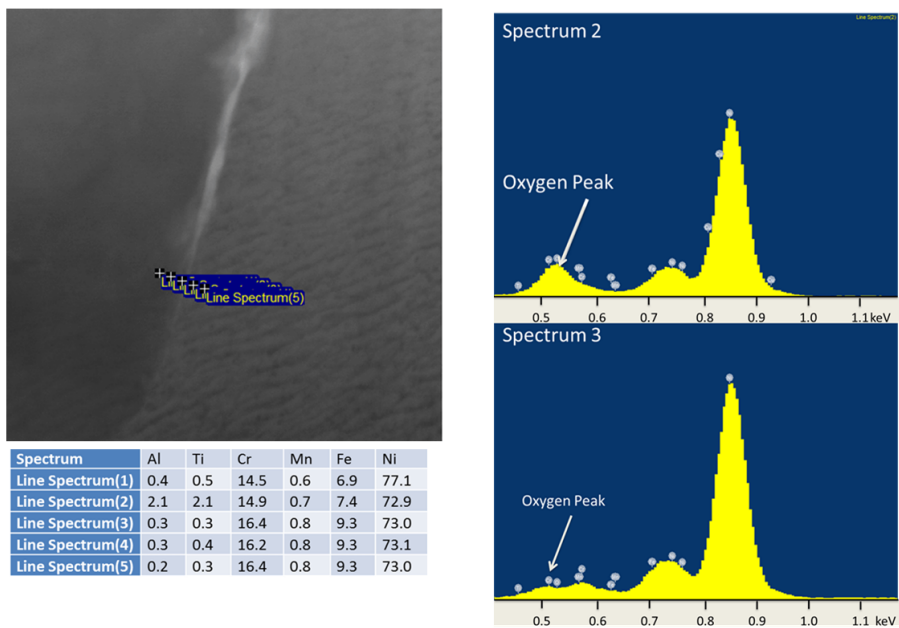 Line Spectrum(5)
Spectrum Al Ti Cr Mn Fe Ni
Line Spectrum(1) 0.4 0.5 14.5 0.6 6.9 77.1
Line Spectrum(2) 2.1 2.1 14.9 0.7 7.4 72.9
Line Spectrum(3) 0.3 0.3 16.4 0.8 9.3 73.0
Line Spectrum(4) 0.3 0.4 16.2 0.8 9.3 73.1
Line Spectrum(5) 0.2 0.3 16.4 0.8 9.3 73.0
Line Spectrum(2)
Spectrum 2
Oxygen Peak
0.5 0.6 0.7 0.8 0.9 1.0 1.1 keV
Spectrum 3
Oxygen Peak
0.5 0.6 0.7 0.8 0.9 1.0 1.1 keV